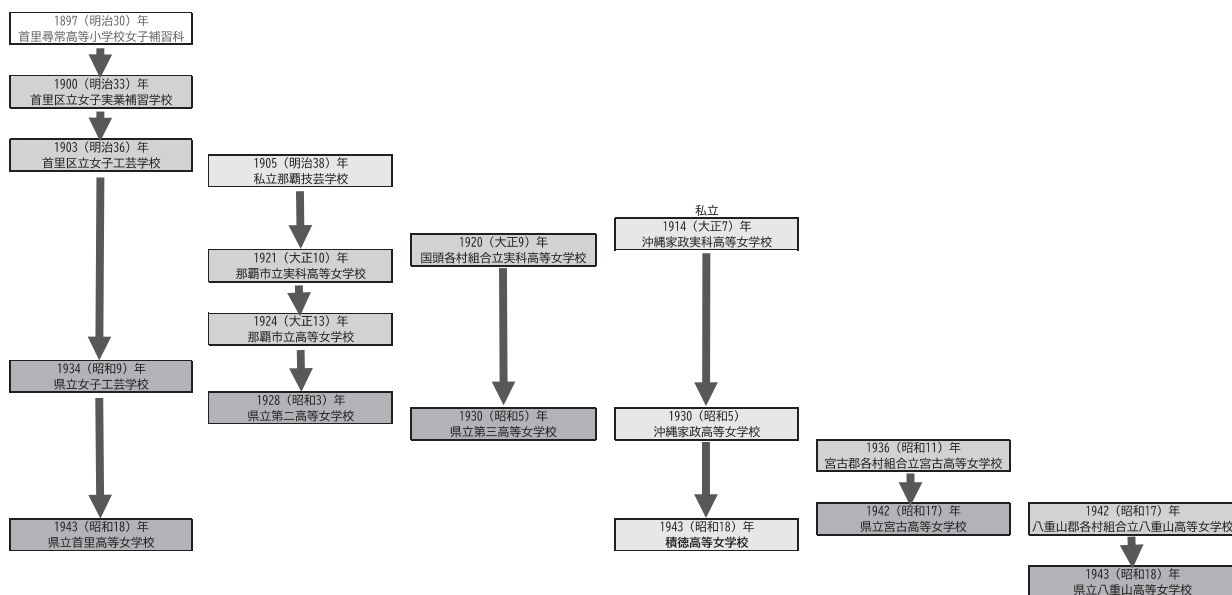 1897（明治30）年
首里尋常高等小学校女子補習科
1900（明治33）年
首里区立女子実業補習学校
1903（明治36）年
首里区立女子工芸学校
1934（昭和9）年
県立女子工芸学校
1943（昭和18）年
県立首里高等女学校
1905（明治38）年
私立那覇技芸学校
1921（大正10）年
那覇市立実科高等女学校
1924（大正13）年
那覇市立高等女学校
1928（昭和3）年
県立第二高等女学校
1920（大正9）年
国頭各村組合立実科高等女学校
1930（昭和5）年
県立第三高等女学校
私立
1914（大正7）年
沖縄家政実科高等女学校
1930（昭和5）
沖縄家政高等女学校
1943（昭和18）年
積徳高等女学校
1936（昭和11）年
宮古郡各村組合立宮古高等女学校
1942（昭和17）年
県立宮古高等女学校
1942（昭和17）年
八重山郡各村組合立八重山高等女学校
1943（昭和18）年
県立八重山高等女学校